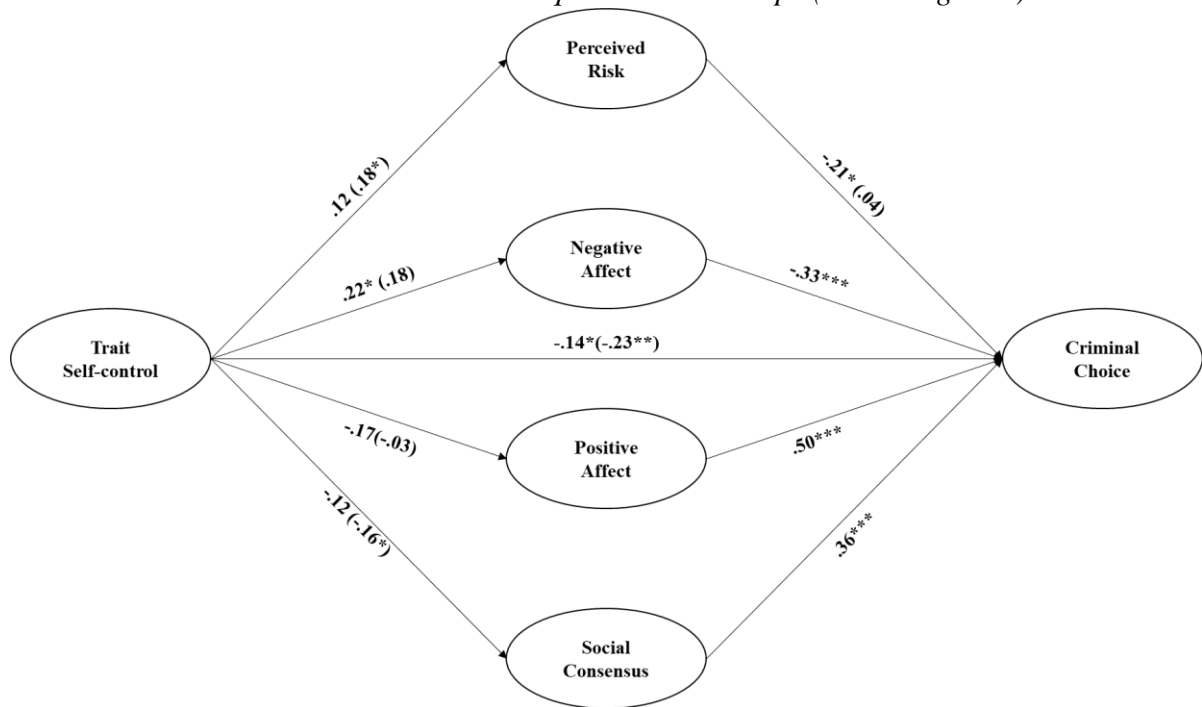 Perceived
Risk
.12 (.18*)
-.21* (.04)
Negative
Affect
.22* (.18)
-.33***
Trait
Self-control
-.14*(-.23**)
Criminal
Choice
-.17(-.03)
Positive
Affect
.50***
-.12 (-.16*)
.36***
Social
Consensus